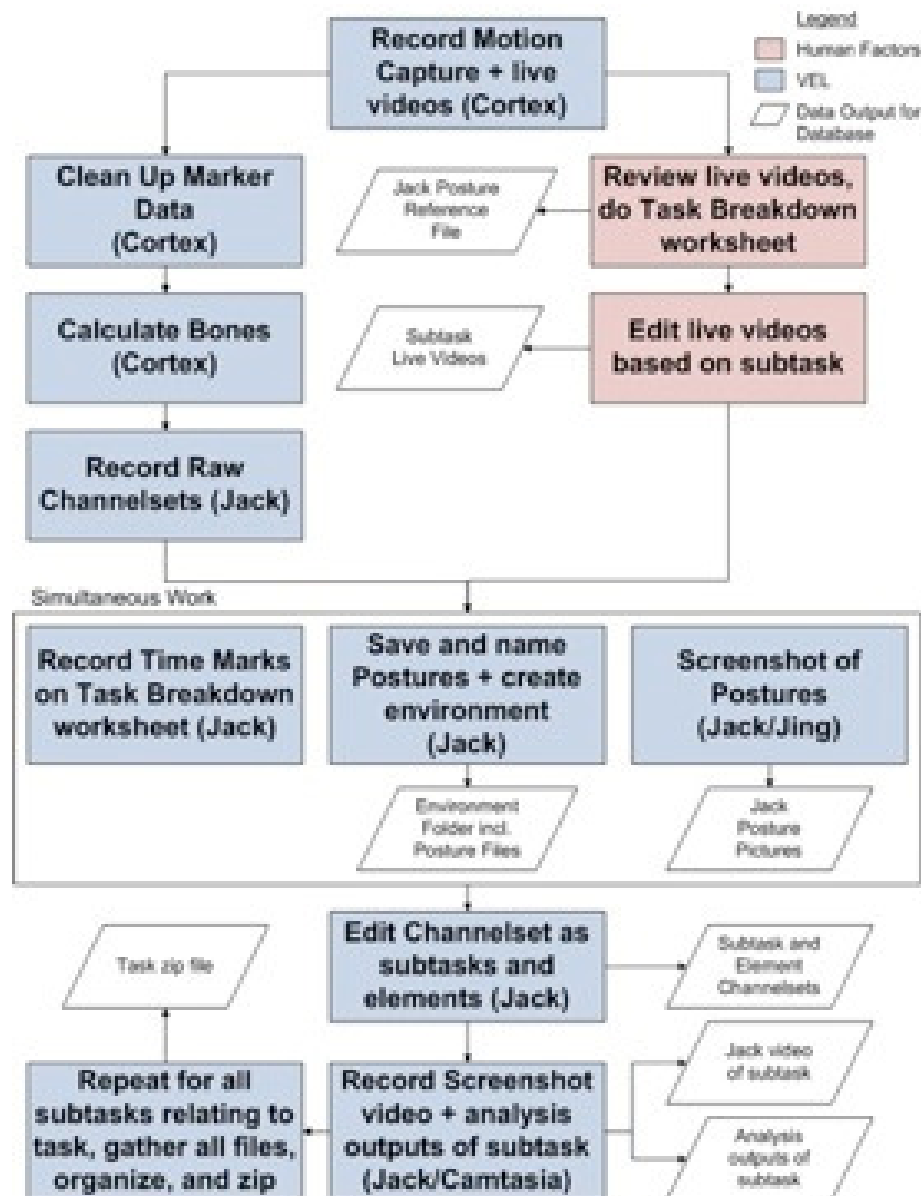 Legend
Human Factors
VEL
Data Output for
Database
Record Motion
Capture + live
videos (Cortex)
Clean Up Marker
Data
(Cortex)
Jack Posture
Reference
File
Review live videos,
do Task Breakdown
worksheet
Calculate Bones
(Cortex)
Subtask
Live Videos
Edit live videos
based on subtask
Record Raw
Channelsets (Jack)
Simultaneous Work
Record Time Marks
on Task Breakdown
worksheet (Jack)
Save and name
Postures + create
environment
(Jack)
Screenshot of
Postures
(Jack/Jing)
Environment
Folder incl.
Posture Files
Jack
Posture
Pictures
Task zip file
Edit Channelset as
subtasks and
elements (Jack)
Subtask and
Element
Channelsets
Jack video
of subtask
Repeat for all
subtasks relating to
task, gather all files,
organize, and zip
Record Screenshot
video + analysis
outputs of subtask
(Jack/Camtasia)
Analysis
outputs of
subtask